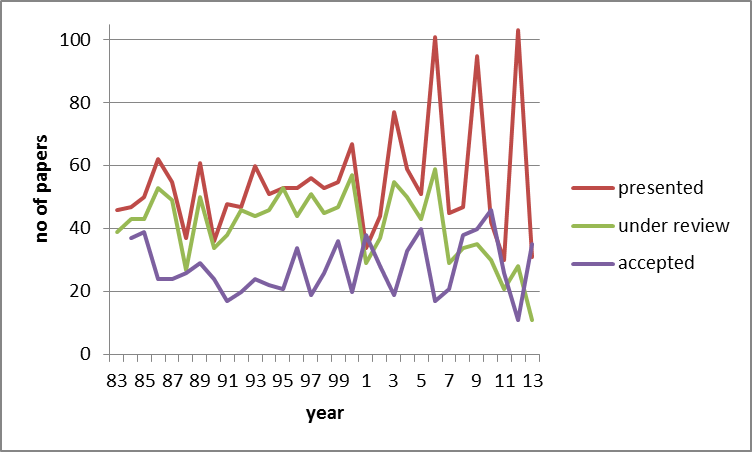 100
80
60
40
20
0
no of papers
83 85 87 89 91 93 95 97 99 1 3 5 7 9 11 13
year
presented
under review
accepted